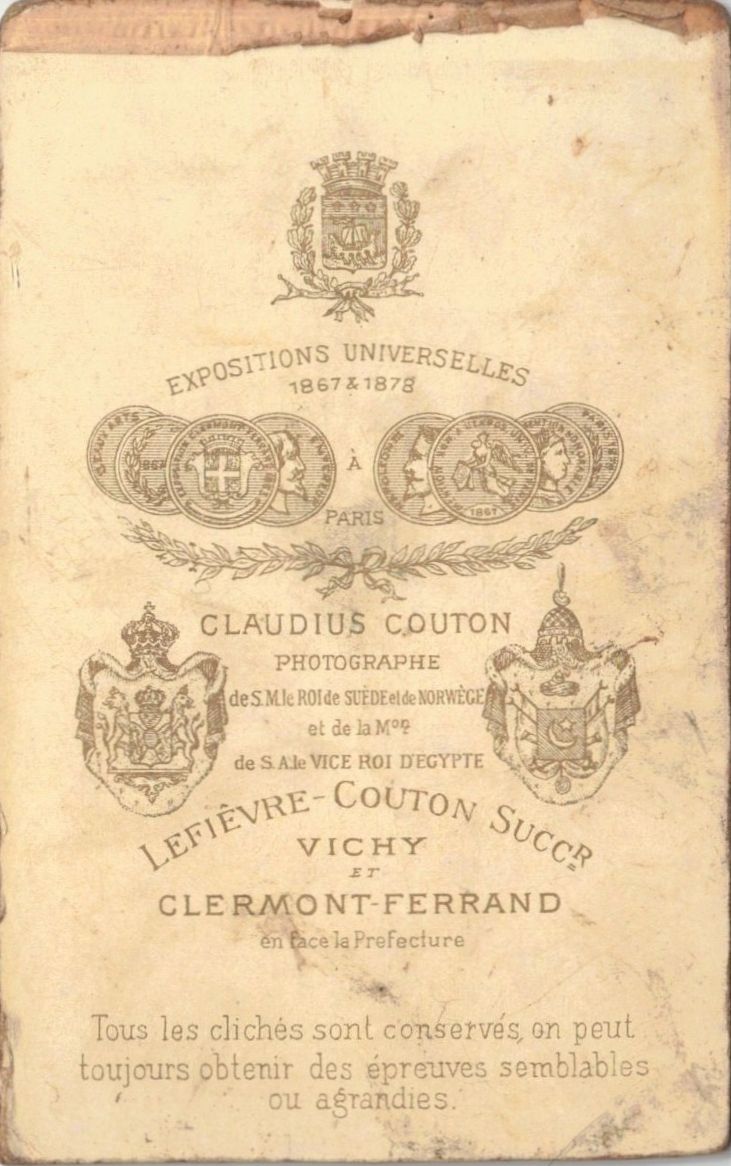 EXPOSITIONS UNIVERSELLES
1867 & 1878
À
PARIS
1867
CLAUDIUS COUTON
PHOTOGRAPHE
de S.M. le ROI de SUÈDE et de NORWÈGE
et de la Mon
de S.A. le VICE ROI D'EGYPTE
LEFIÈVRE-COUTON SUCCR
VICHY
ET
CLERMONT-FERRAND
en face la Prefecture
Tous les clichés sont conservés, on peut
toujours obtenir des épreuves semblables
ou agrandies.